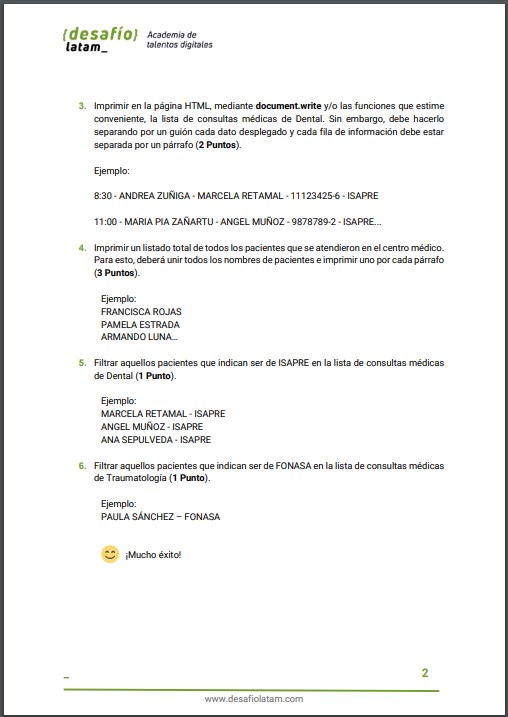 {desafío}
latam_
Academia de
talentos digitales
3. Imprimir en la página HTML, mediante document.write y/o las funciones que estime
conveniente, la lista de consultas médicas de Dental. Sin embargo, debe hacerlo
separando por un guión cada dato desplegado y cada fila de información debe estar
separada por un párrafo (2 Puntos).
Ejemplo:
8:30 - ANDREA ZUÑIGA - MARCELA RETAMAL - 11123425-6 - ISAPRE
11:00 - MARIA PIA ZAÑARTU - ANGEL MUÑOZ - 9878789-2 - ISAPRE...
4. Imprimir un listado total de todos los pacientes que se atendieron en el centro médico.
Para esto, deberá unir todos los nombres de pacientes e imprimir uno por cada párrafo
(3 Puntos).
Ejemplo:
FRANCISCA ROJAS
PAMELA ESTRADA
ARMANDO LUNA…
5. Filtrar aquellos pacientes que indican ser de ISAPRE en la lista de consultas médicas
de Dental (1 Punto).
Ejemplo:
MARCELA RETAMAL - ISAPRE
ANGEL MUÑOZ - ISAPRE
ANA SEPULVEDA - ISAPRE
6. Filtrar aquellos pacientes que indican ser de FONASA en la lista de consultas médicas
de Traumatología (1 Punto).
Ejemplo:
PAULA SÁNCHEZ – FONASA
¡Mucho éxito!
_
2
www.desafiolatam.com